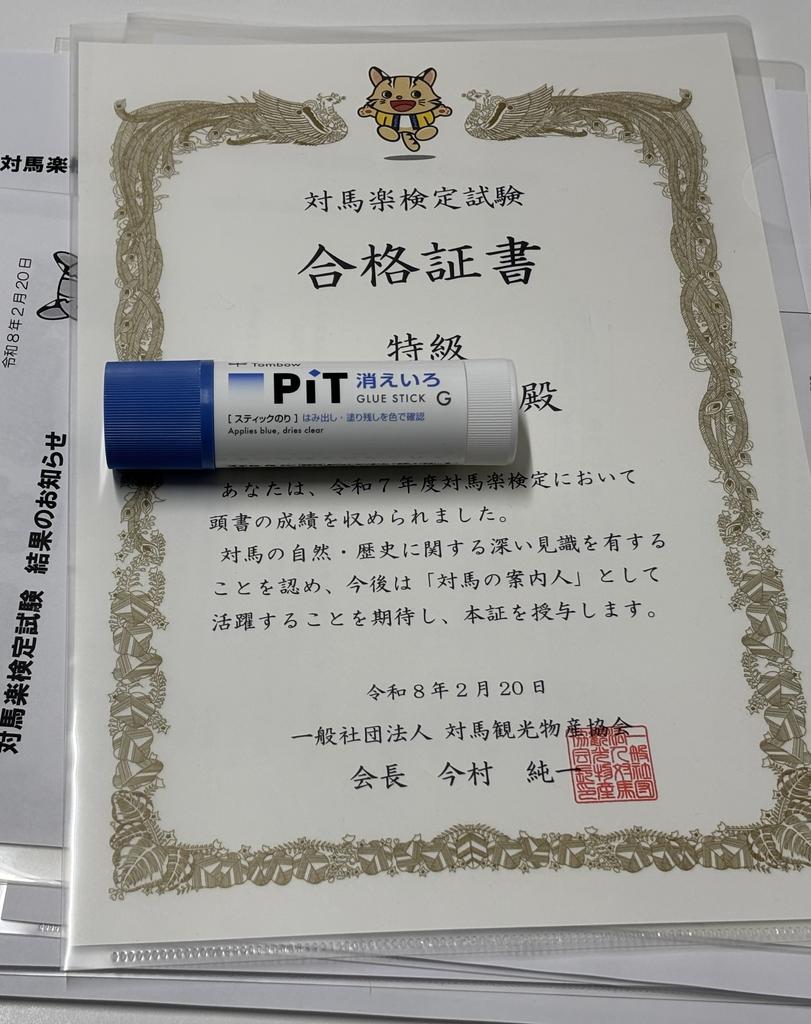 対馬楽検定試験
合格証書
特級
殿
Tombow
PiT 消えいろ
GLUE STICK G
[スティックのり] はみ出し・塗り残しを色で確認
Applies blue, dries clear
あなたは、令和7年度対馬楽検定において
頭書の成績を収められました。
対馬の自然・歴史に関する深い見識を有する
ことを認め、今後は「対馬の案内人」として
活躍することを期待し、本証を授与します。
令和8年2月20日
一般社団法人 対馬観光物産協会
会長 今村 純一
対馬楽
令和8年2月20日
対馬楽検定試験 結果のお知らせ